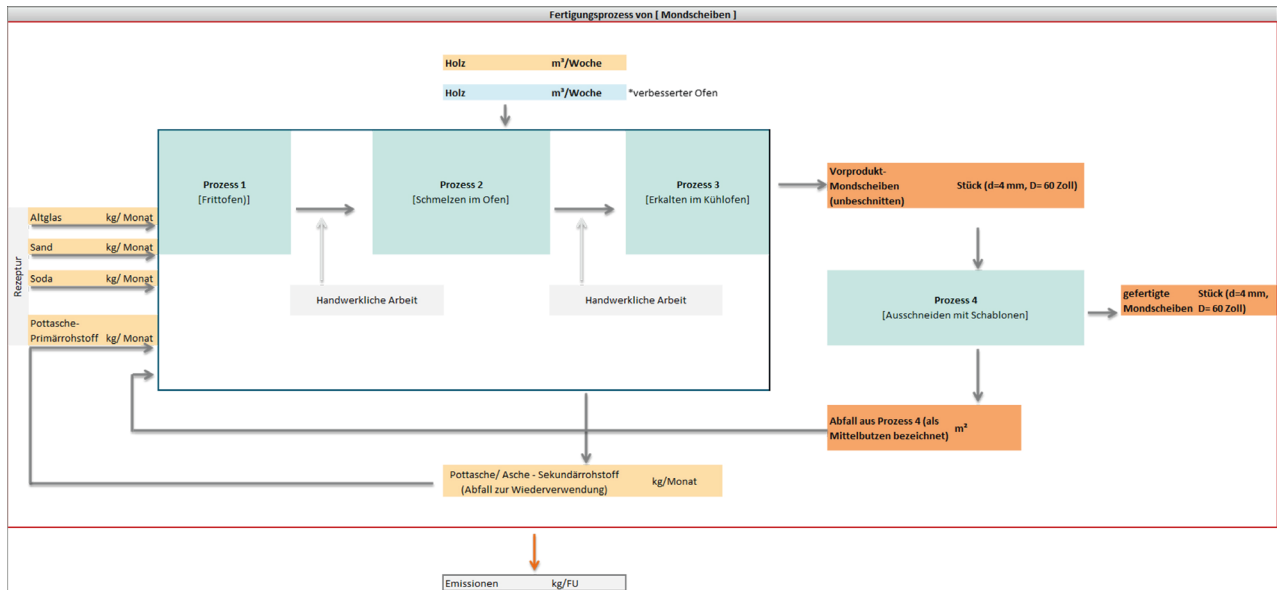 Fertigungsprozess von [ Mondscheiben ]
Holz m³/Woche
Holz m³/Woche *verbesserter Ofen
Prozess 1
[Frittofen)]
Prozess 2
[Schmelzen im Ofen]
Prozess 3
[Erkalten im Kühlofen]
Vorprodukt-
Mondscheiben
(unbeschnitten)
Stück (d=4 mm, D= 60 Zoll)
Rezeptur
Altglas kg/ Monat
Sand kg/ Monat
Soda kg/ Monat
Pottasche-
Primärrohstoff kg/ Monat
Handwerkliche Arbeit
Handwerkliche Arbeit
Prozess 4
[Ausschneiden mit Schablonen]
gefertigte Stück (d=4 mm,
Mondscheiben D= 60 Zoll)
Abfall aus Prozess 4 (als
Mittelbutzen bezeichnet) m²
Pottasche/ Asche - Sekundärrohstoff kg/Monat
(Abfall zur Wiederverwendung)
Emissionen kg/FU